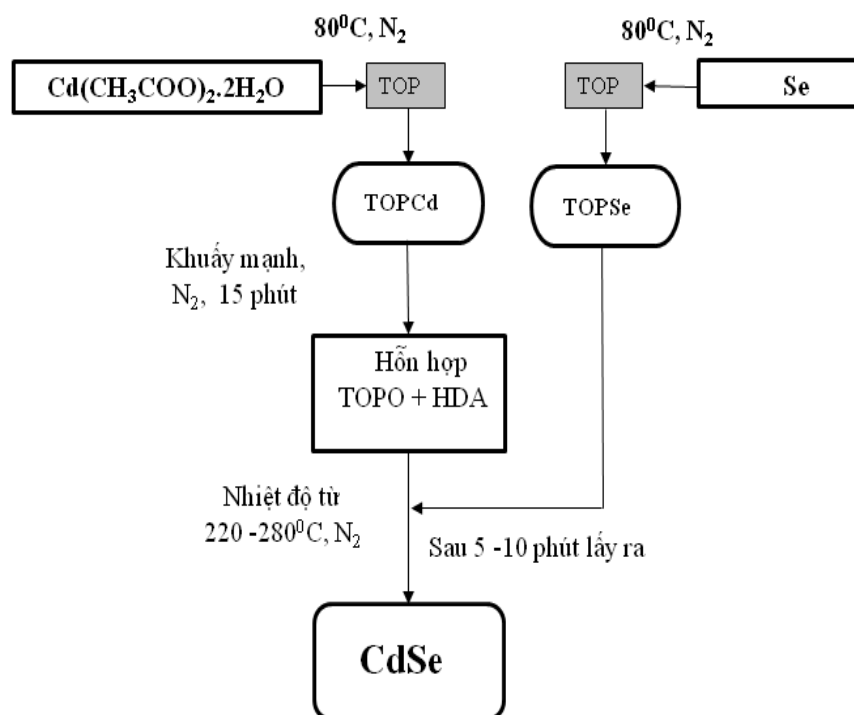 80⁰C, N₂
80⁰C, N₂
Cd(CH₃COO)₂.2H₂O
TOP
TOP
Se
TOPCd
TOPSe
Khuấy mạnh,
N₂, 15 phút
Hỗn hợp
TOPO + HDA
Nhiệt độ từ
220 -280⁰C, N₂
Sau 5 -10 phút lấy ra
CdSe